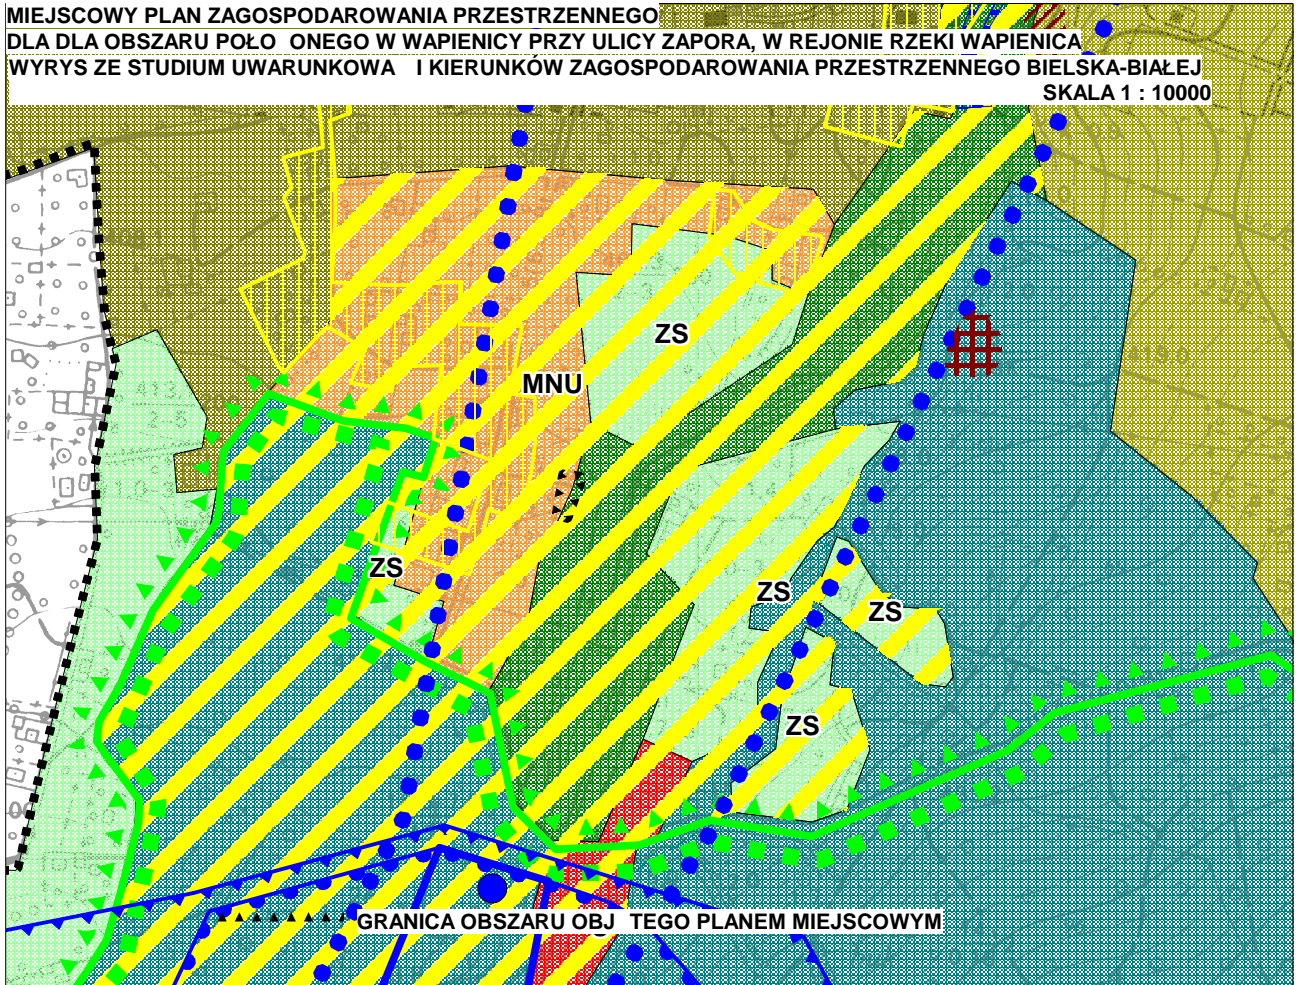 MIEJSCOWY PLAN ZAGOSPODAROWANIA PRZESTRZENNEGO
DLA DLA OBSZARU POŁO ONEGO W WAPIENICY PRZY ULICY ZAPORA, W REJONIE RZEKI WAPIENICA
WYRYS ZE STUDIUM UWARUNKOWA I KIERUNKÓW ZAGOSPODAROWANIA PRZESTRZENNEGO BIELSKA-BIAŁEJ
SKALA 1 : 10000
ZS
MNU
ZS
ZS
ZS
ZS
GRANICA OBSZARU OBJ TEGO PLANEM MIEJSCOWYM